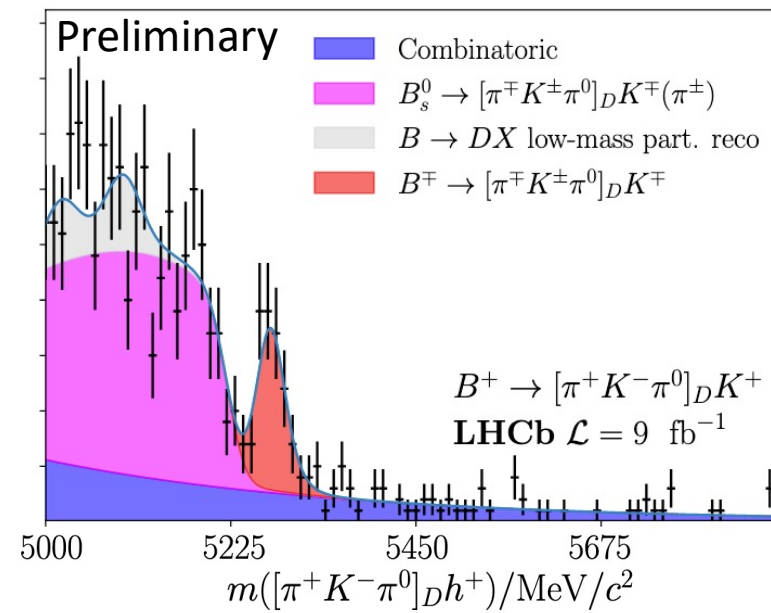 Preliminary
Combinatoric
B_s^0 → [π^∓ K^± π^0]_D K^∓(π^±)
B → DX low-mass part. reco
B^∓ → [π^∓ K^± π^0]_D K^∓
B^+ → [π^+ K^- π^0]_D K^+
LHCb ℒ = 9 fb^{-1}
5000 5225 5450 5675
m([π^+ K^- π^0]_D h^+)/MeV/c^2